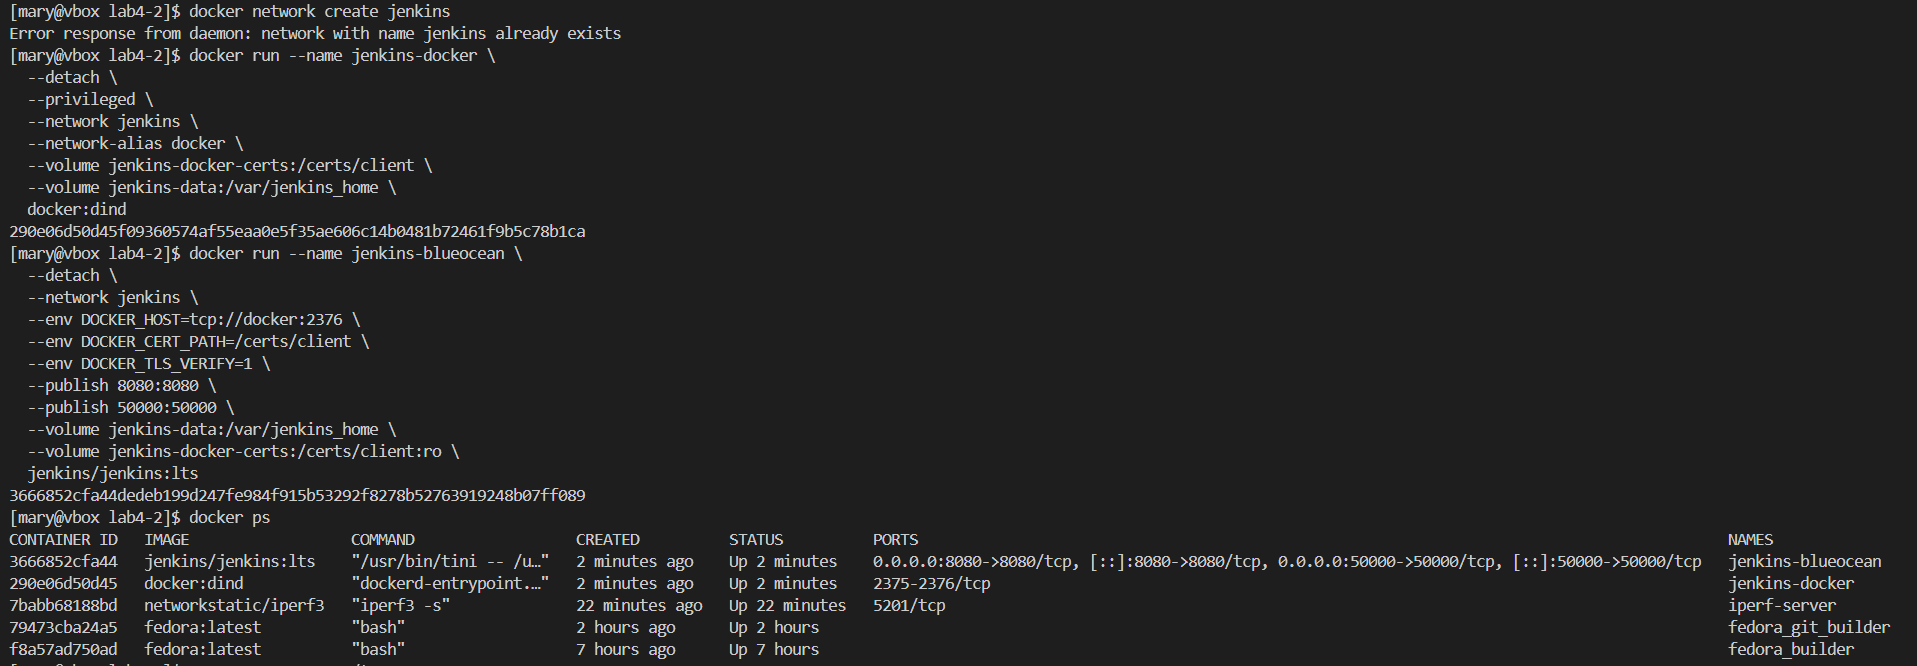 [mary@vbox lab4-2]$ docker network create jenkins
Error response from daemon: network with name jenkins already exists
[mary@vbox lab4-2]$ docker run --name jenkins-docker \
  --detach \
  --privileged \
  --network jenkins \
  --network-alias docker \
  --volume jenkins-docker-certs:/certs/client \
  --volume jenkins-data:/var/jenkins_home \
  docker:dind
290e06d50d45f09360574af55eaa0e5f35ae606c14b0481b72461f9b5c78b1ca
[mary@vbox lab4-2]$ docker run --name jenkins-blueocean \
  --detach \
  --network jenkins \
  --env DOCKER_HOST=tcp://docker:2376 \
  --env DOCKER_CERT_PATH=/certs/client \
  --env DOCKER_TLS_VERIFY=1 \
  --publish 8080:8080 \
  --publish 50000:50000 \
  --volume jenkins-data:/var/jenkins_home \
  --volume jenkins-docker-certs:/certs/client:ro \
  jenkins/jenkins:lts
3666852cfa44dedeb199d247fe984f915b53292f8278b52763919248b07ff089
[mary@vbox lab4-2]$ docker ps
CONTAINER ID   IMAGE                 COMMAND                  CREATED          STATUS          PORTS                                                                                          NAMES
3666852cfa44   jenkins/jenkins:lts   "/usr/bin/tini -- /u…"   2 minutes ago    Up 2 minutes    0.0.0.0:8080->8080/tcp, [::]:8080->8080/tcp, 0.0.0.0:50000->50000/tcp, [::]:50000->50000/tcp   jenkins-blueocean
290e06d50d45   docker:dind           "dockerd-entrypoint.…"   2 minutes ago    Up 2 minutes    2375-2376/tcp                                                                                  jenkins-docker
7babb68188bd   networkstatic/iperf3   "iperf3 -s"              22 minutes ago   Up 22 minutes   5201/tcp                                                                                       iperf-server
79473cba24a5   fedora:latest         "bash"                   2 hours ago      Up 2 hours                                                                                                     fedora_git_builder
f8a57ad750ad   fedora:latest         "bash"                   7 hours ago      Up 7 hours                                                                                                     fedora_builder